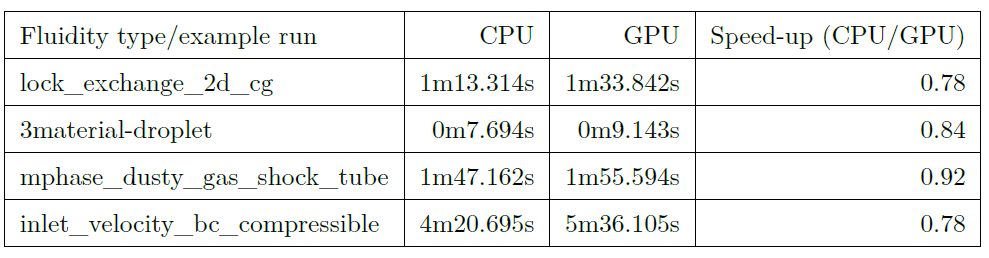 Fluidity type/example run CPU GPU Speed-up (CPU/GPU)
lock_exchange_2d_cg 1m13.314s 1m33.842s 0.78
3material-droplet 0m7.694s 0m9.143s 0.84
mphase_dusty_gas_shock_tube 1m47.162s 1m55.594s 0.92
inlet_velocity_bc_compressible 4m20.695s 5m36.105s 0.78